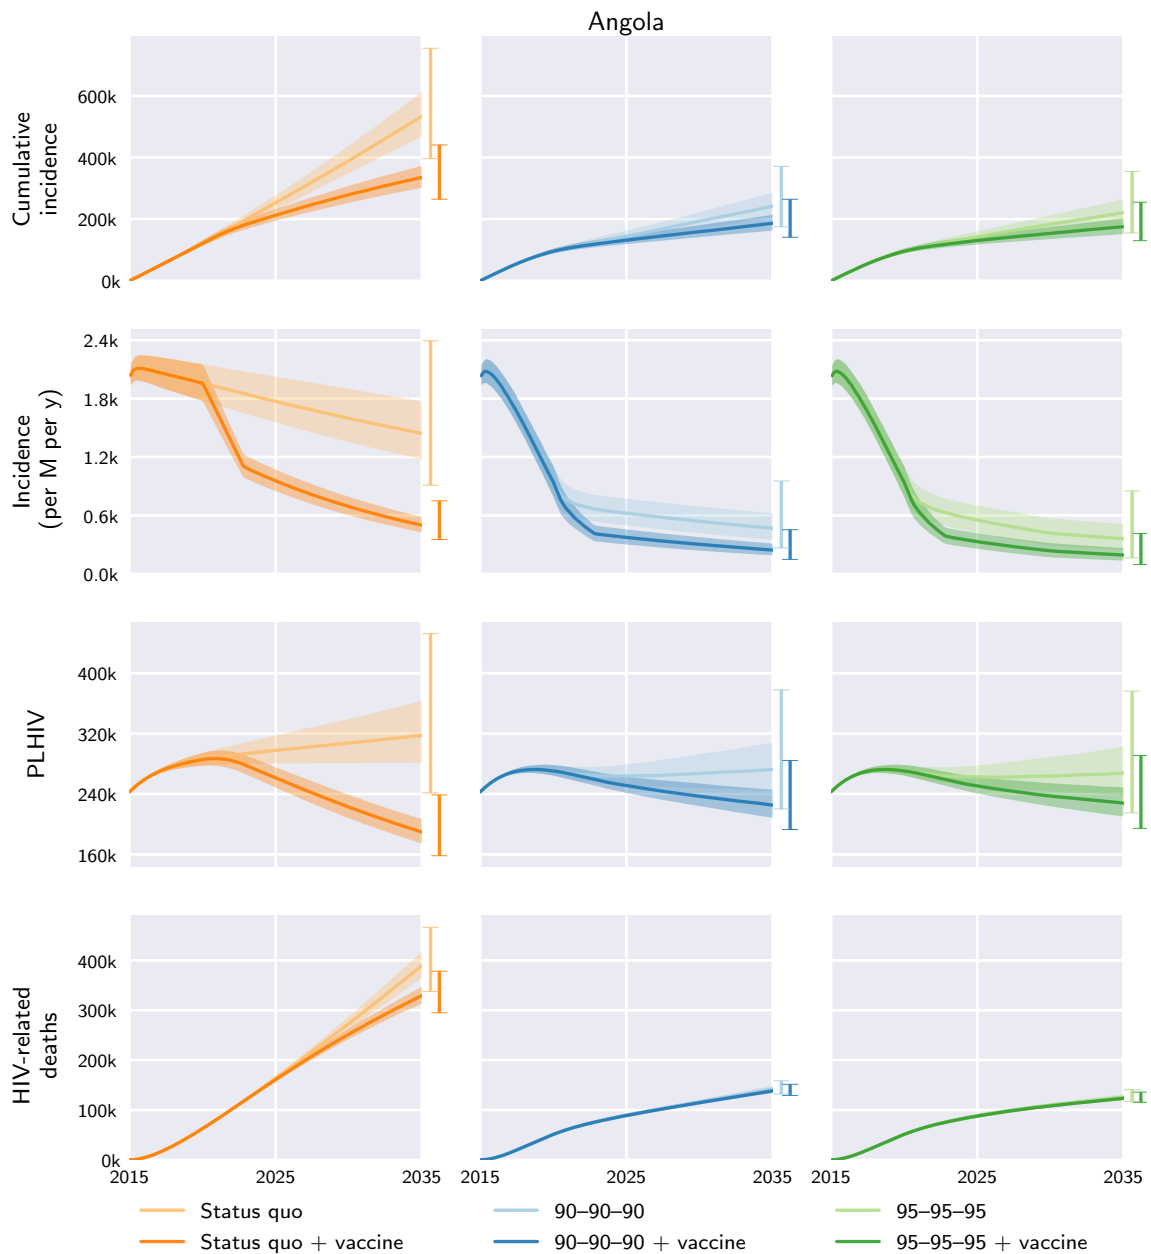 Angola
Cumulative
incidence
600k
400k
200k
0k
Incidence
(per M per y)
2.4k
1.8k
1.2k
0.6k
0.0k
PLHIV
400k
320k
240k
160k
HIV-related
deaths
400k
300k
200k
100k
0k
2015 2025 2035 2015 2025 2035 2015 2025 2035
Status quo 90–90–90 95–95–95
Status quo + vaccine 90–90–90 + vaccine 95–95–95 + vaccine